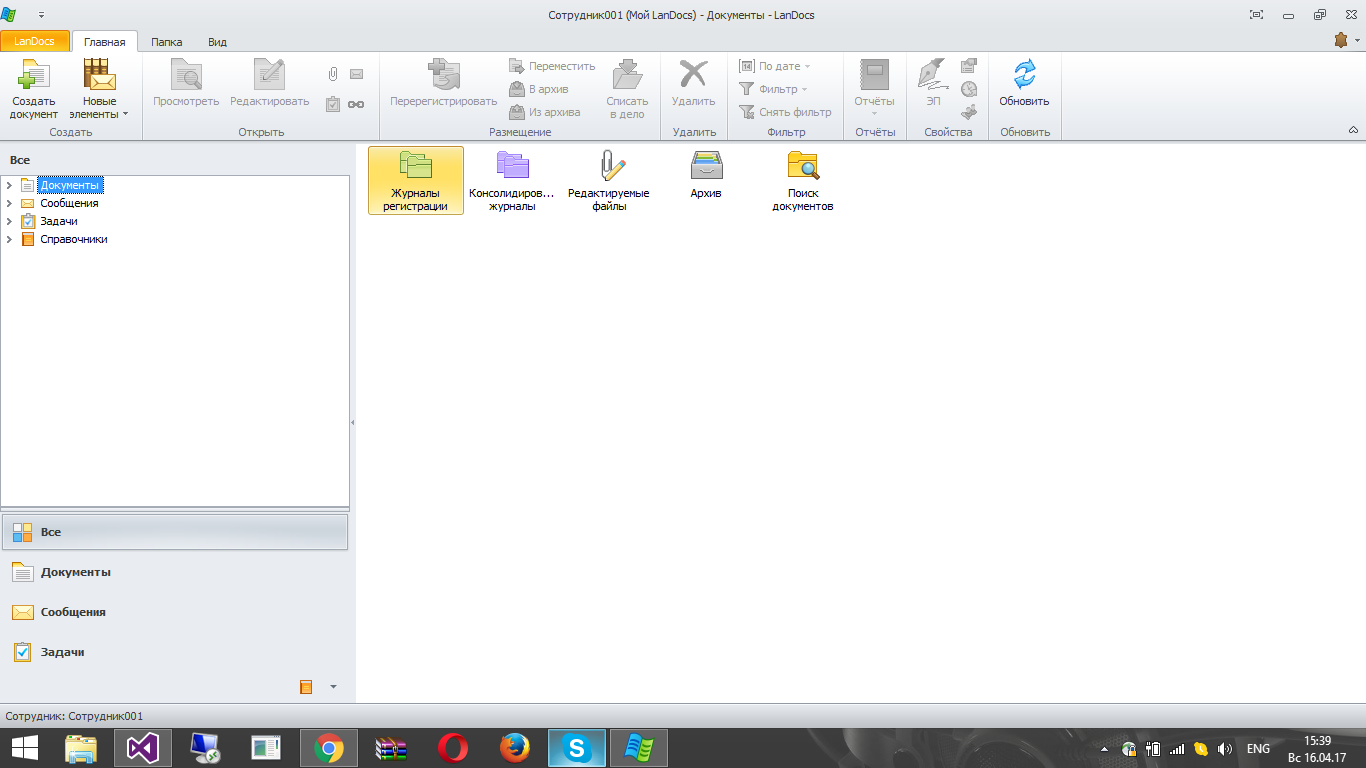 Сотрудник001 (Мой LanDocs) - Документы - LanDocs
LanDocs
Главная
Папка
Вид
Создать
документ
Новые
элементы
Создать
Просмотреть
Редактировать
Открыть
Перерегистрировать
Переместить
В архив
Из архива
Списать
в дело
Размещение
Удалить
Удалить
По дате
Фильтр
Снять фильтр
Фильтр
Отчёты
Отчёты
ЭП
Свойства
Обновить
Обновить
Все
Документы
Сообщения
Задачи
Справочники
Журналы
регистрации
Консолидиров...
журналы
Редактируемые
файлы
Архив
Поиск
документов
Все
Документы
Сообщения
Задачи
Сотрудник: Сотрудник001
ENG
15:39
Вс 16.04.17